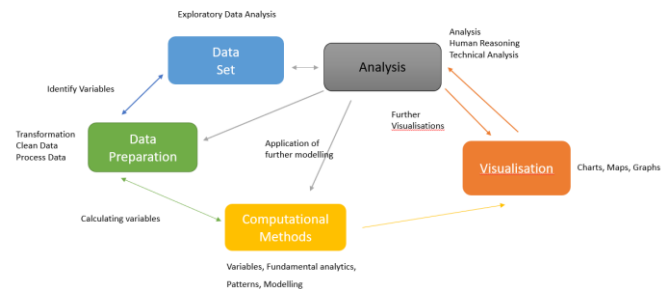 Exploratory Data Analysis
Data
Set
Analysis
Analysis
Human Reasoning
Technical Analysis
Identify Variables
Further
Visualisations
Transformation
Clean Data
Process Data
Data
Preparation
Application of
further modelling
Visualisation
Charts, Maps, Graphs
Calculating variables
Computational
Methods
Variables, Fundamental analytics,
Patterns, Modelling